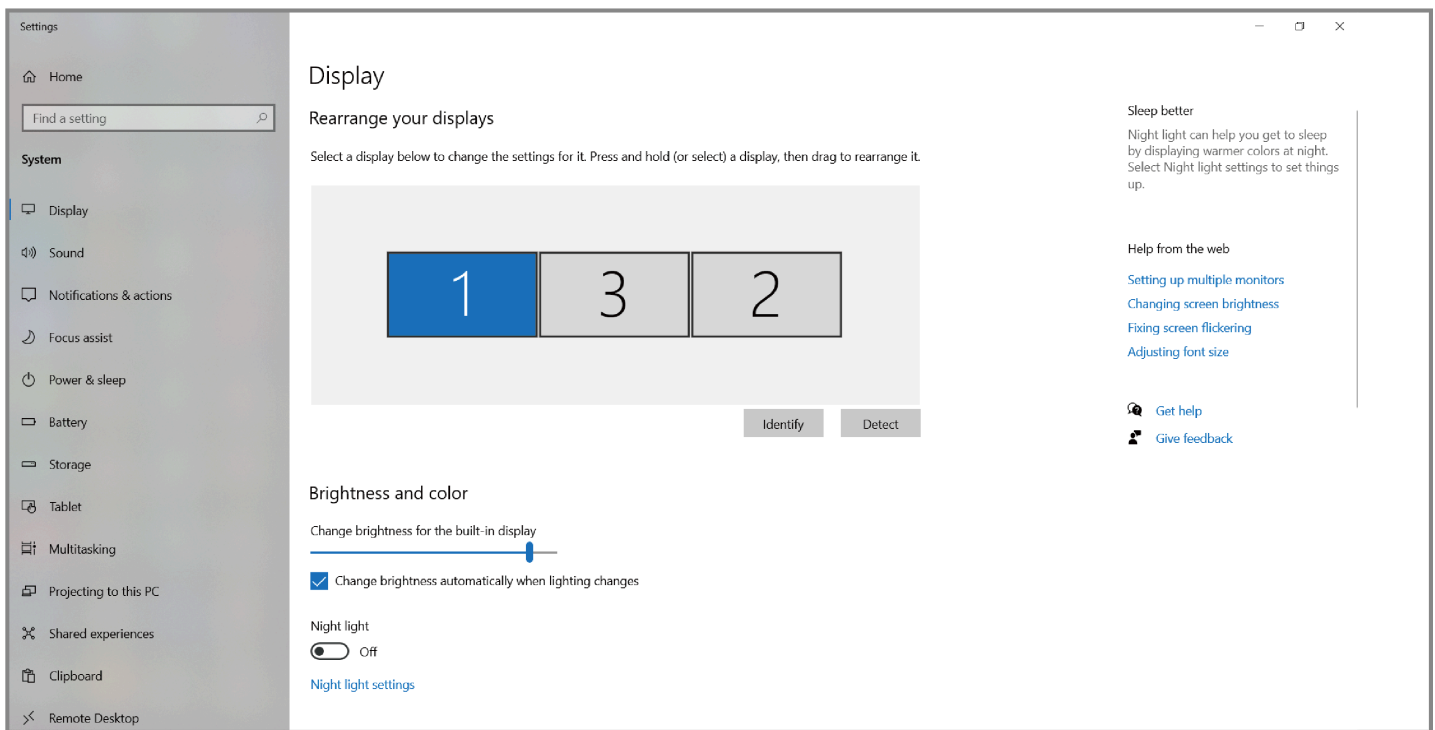 Settings
Home
Find a setting
System
Display
Sound
Notifications & actions
Focus assist
Power & sleep
Battery
Storage
Tablet
Multitasking
Projecting to this PC
Shared experiences
Clipboard
Remote Desktop
Display
Rearrange your displays
Select a display below to change the settings for it. Press and hold (or select) a display, then drag to rearrange it.
1 3 2
Identify Detect
Brightness and color
Change brightness for the built-in display
Change brightness automatically when lighting changes
Night light
Off
Night light settings
Sleep better
Night light can help you get to sleep
by displaying warmer colors at night.
Select Night light settings to set things
up.
Help from the web
Setting up multiple monitors
Changing screen brightness
Fixing screen flickering
Adjusting font size
Get help
Give feedback